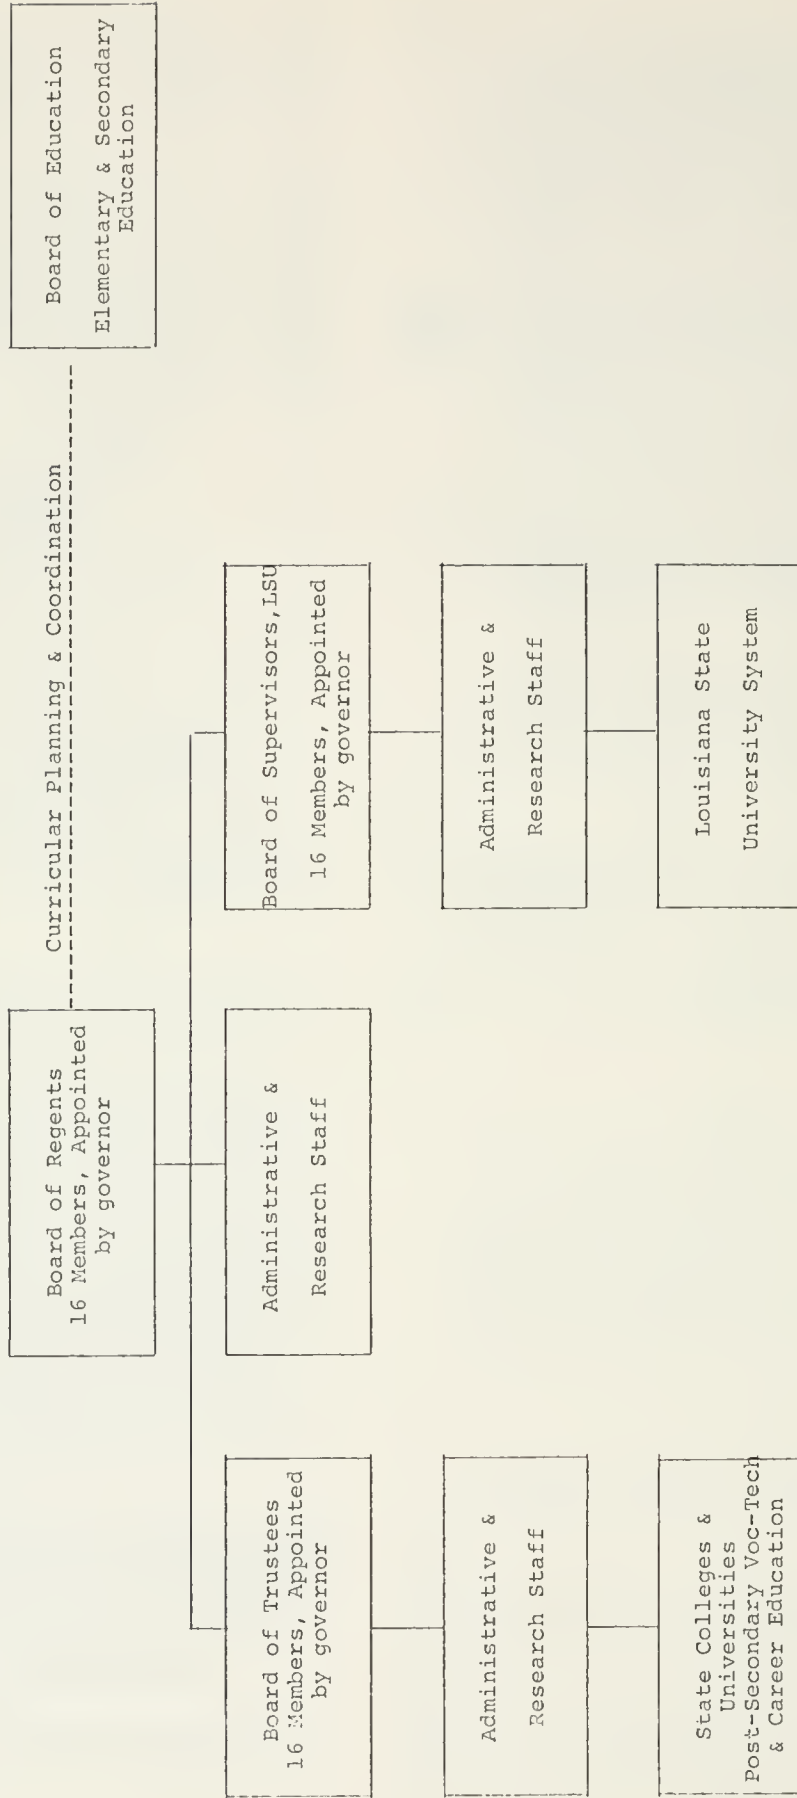 Board of Regents
16 Members, Appointed
by governor
Curricular Planning & Coordination
Board of Education
Elementary & Secondary
Education
Board of Trustees
16 Members, Appointed
by governor
Administrative &
Research Staff
Board of Supervisors,LSU
16 Members, Appointed
by governor
Administrative &
Research Staff
Administrative &
Research Staff
State Colleges &
Universities
Post-Secondary Voc-Tech
& Career Education
Louisiana State
University System